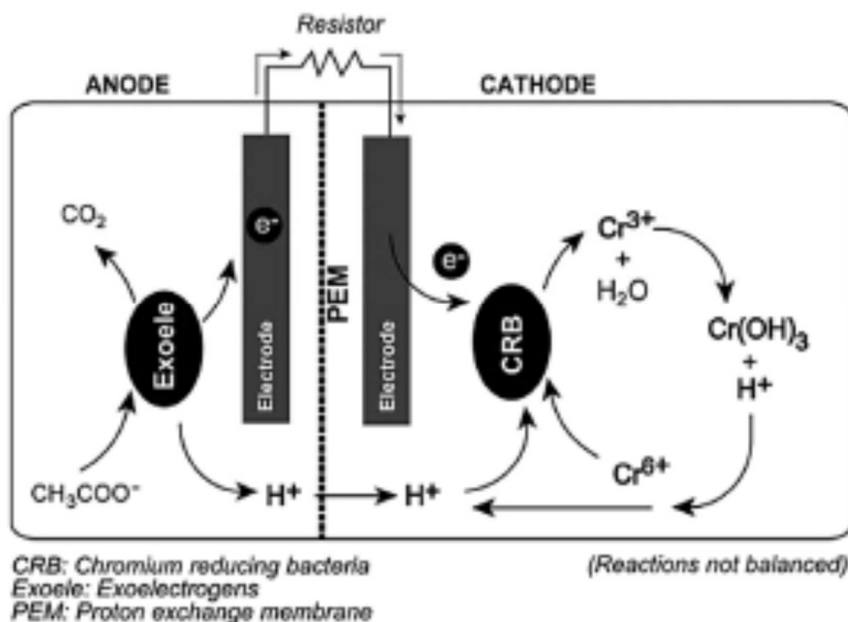 Resistor
ANODE
CATHODE
CO₂
e⁻
e⁻
Cr³⁺
+
H₂O
PEM
Exoele
Electrode
Electrode
CRB
Cr(OH)₃
+
H⁺
CH₃COO⁻
H⁺
H⁺
Cr⁶⁺
CRB: Chromium reducing bacteria
(Reactions not balanced)
Exoele: Exoelectrogens
PEM: Proton exchange membrane